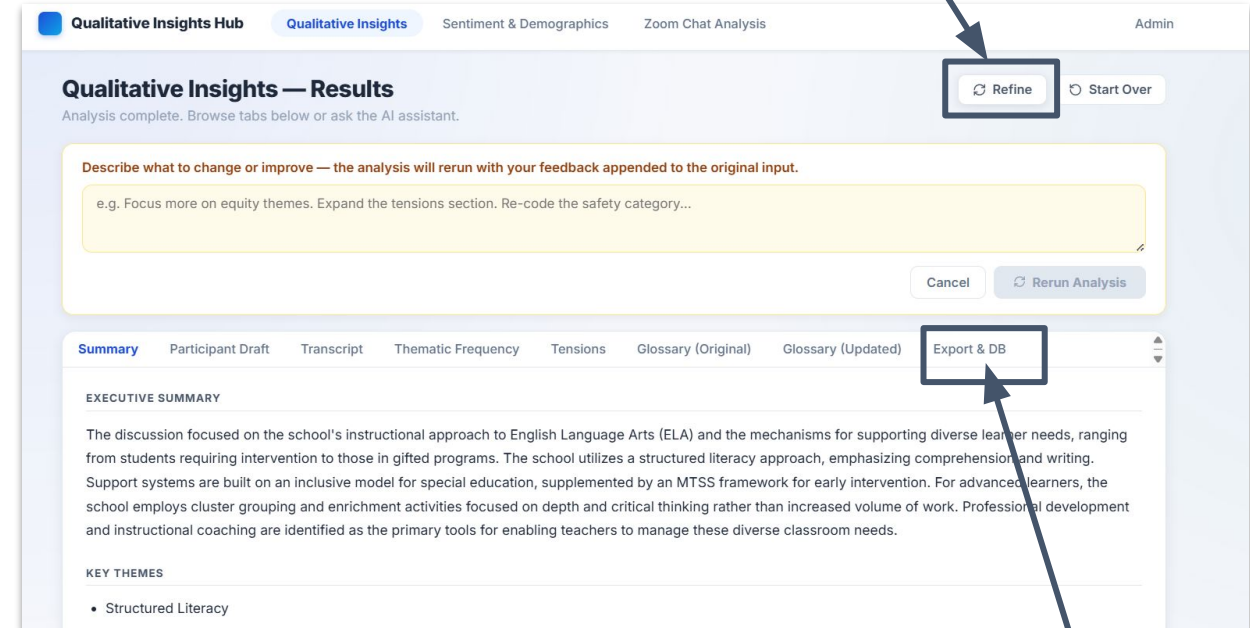 Qualitative Insights Hub Qualitative Insights Sentiment & Demographics Zoom Chat Analysis Admin
Qualitative Insights — Results
Refine Start Over
Analysis complete. Browse tabs below or ask the AI assistant.
Describe what to change or improve — the analysis will rerun with your feedback appended to the original input.
e.g. Focus more on equity themes. Expand the tensions section. Re-code the safety category...
Cancel Rerun Analysis
Summary Participant Draft Transcript Thematic Frequency Tensions Glossary (Original) Glossary (Updated) Export & DB
EXECUTIVE SUMMARY
The discussion focused on the school's instructional approach to English Language Arts (ELA) and the mechanisms for supporting diverse learner needs, ranging
from students requiring intervention to those in gifted programs. The school utilizes a structured literacy approach, emphasizing comprehension and writing.
Support systems are built on an inclusive model for special education, supplemented by an MTSS framework for early intervention. For advanced learners, the
school employs cluster grouping and enrichment activities focused on depth and critical thinking rather than increased volume of work. Professional development
and instructional coaching are identified as the primary tools for enabling teachers to manage these diverse classroom needs.
KEY THEMES
• Structured Literacy